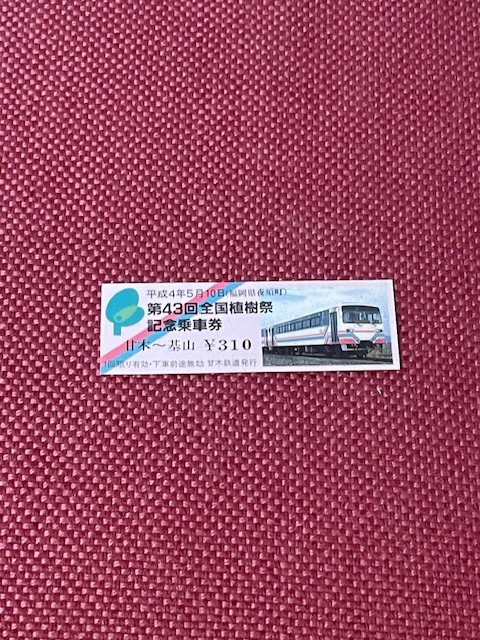 平成4年5月10日(福岡県夜須町)
第43回全国植樹祭
記念乗車券
甘木〜基山 ¥310
1回限り有効・下車前途無効 甘木鉄道発行